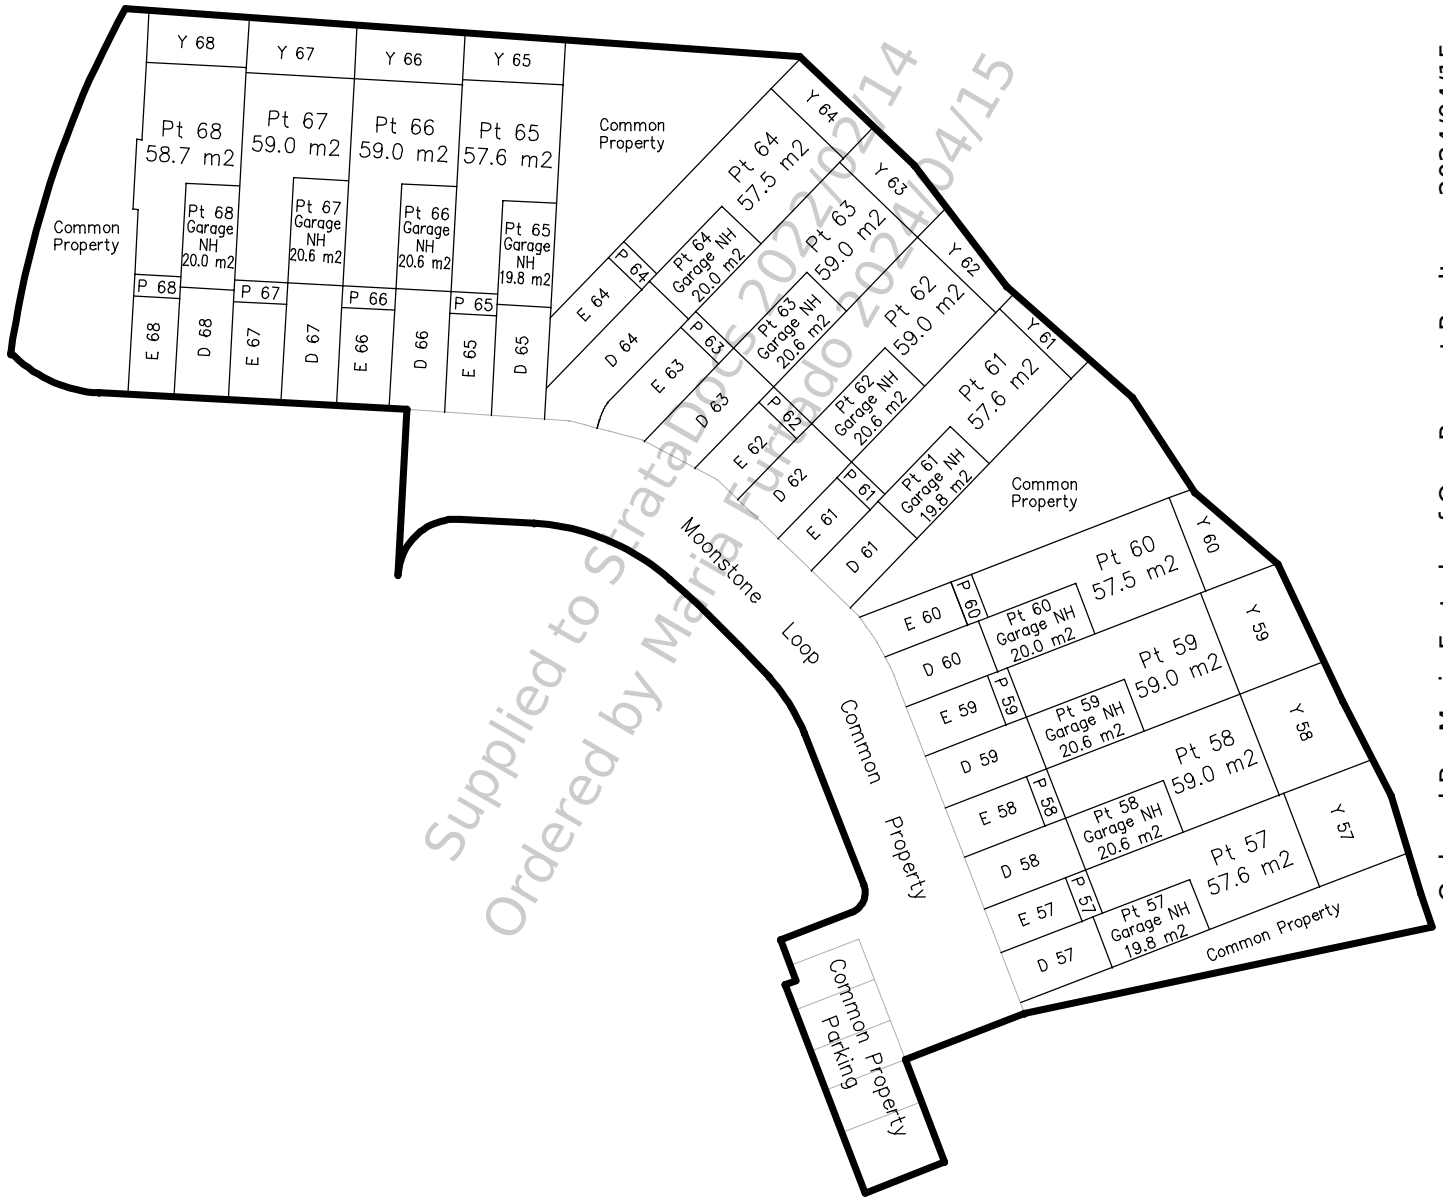 Y 68
Y 67
Y 66
Y 65
Pt 68
58.7 m2
Pt 67
59.0 m2
Pt 66
59.0 m2
Pt 65
57.6 m2
Common
Property
Common
Property
Pt 68
Garage
NH
20.0 m2
Pt 67
Garage
NH
20.6 m2
Pt 66
Garage
NH
20.6 m2
Pt 65
Garage
NH
19.8 m2
P 68
P 67
P 66
P 65
E 68
D 68
E 67
D 67
E 66
D 66
E 65
D 65
Y 64
Pt 64
57.5 m2
Pt 64
Garage NH
20.0 m2
P 64
E 64
D 64
Y 63
Pt 63
59.0 m2
Pt 63
Garage NH
20.6 m2
P 63
E 63
D 63
Y 62
Pt 62
59.0 m2
Pt 62
Garage NH
20.6 m2
P 62
E 62
D 62
Y 61
Pt 61
57.6 m2
Pt 61
Garage NH
19.8 m2
P 61
E 61
D 61
Common
Property
Y 60
Pt 60
57.5 m2
Pt 60
Garage NH
20.0 m2
P 60
E 60
D 60
Y 59
Pt 59
59.0 m2
Pt 59
Garage NH
20.6 m2
P 59
E 59
D 59
Y 58
Pt 58
59.0 m2
Pt 58
Garage NH
20.6 m2
P 58
E 58
D 58
Y 57
Pt 57
57.6 m2
Pt 57
Garage NH
19.8 m2
P 57
E 57
D 57
Common Property
Moonstone Loop Common Property
Common Property
Parking
Supplied to StrataDocs 2022/02/14
Ordered by Maria Furtado 2024/04/15